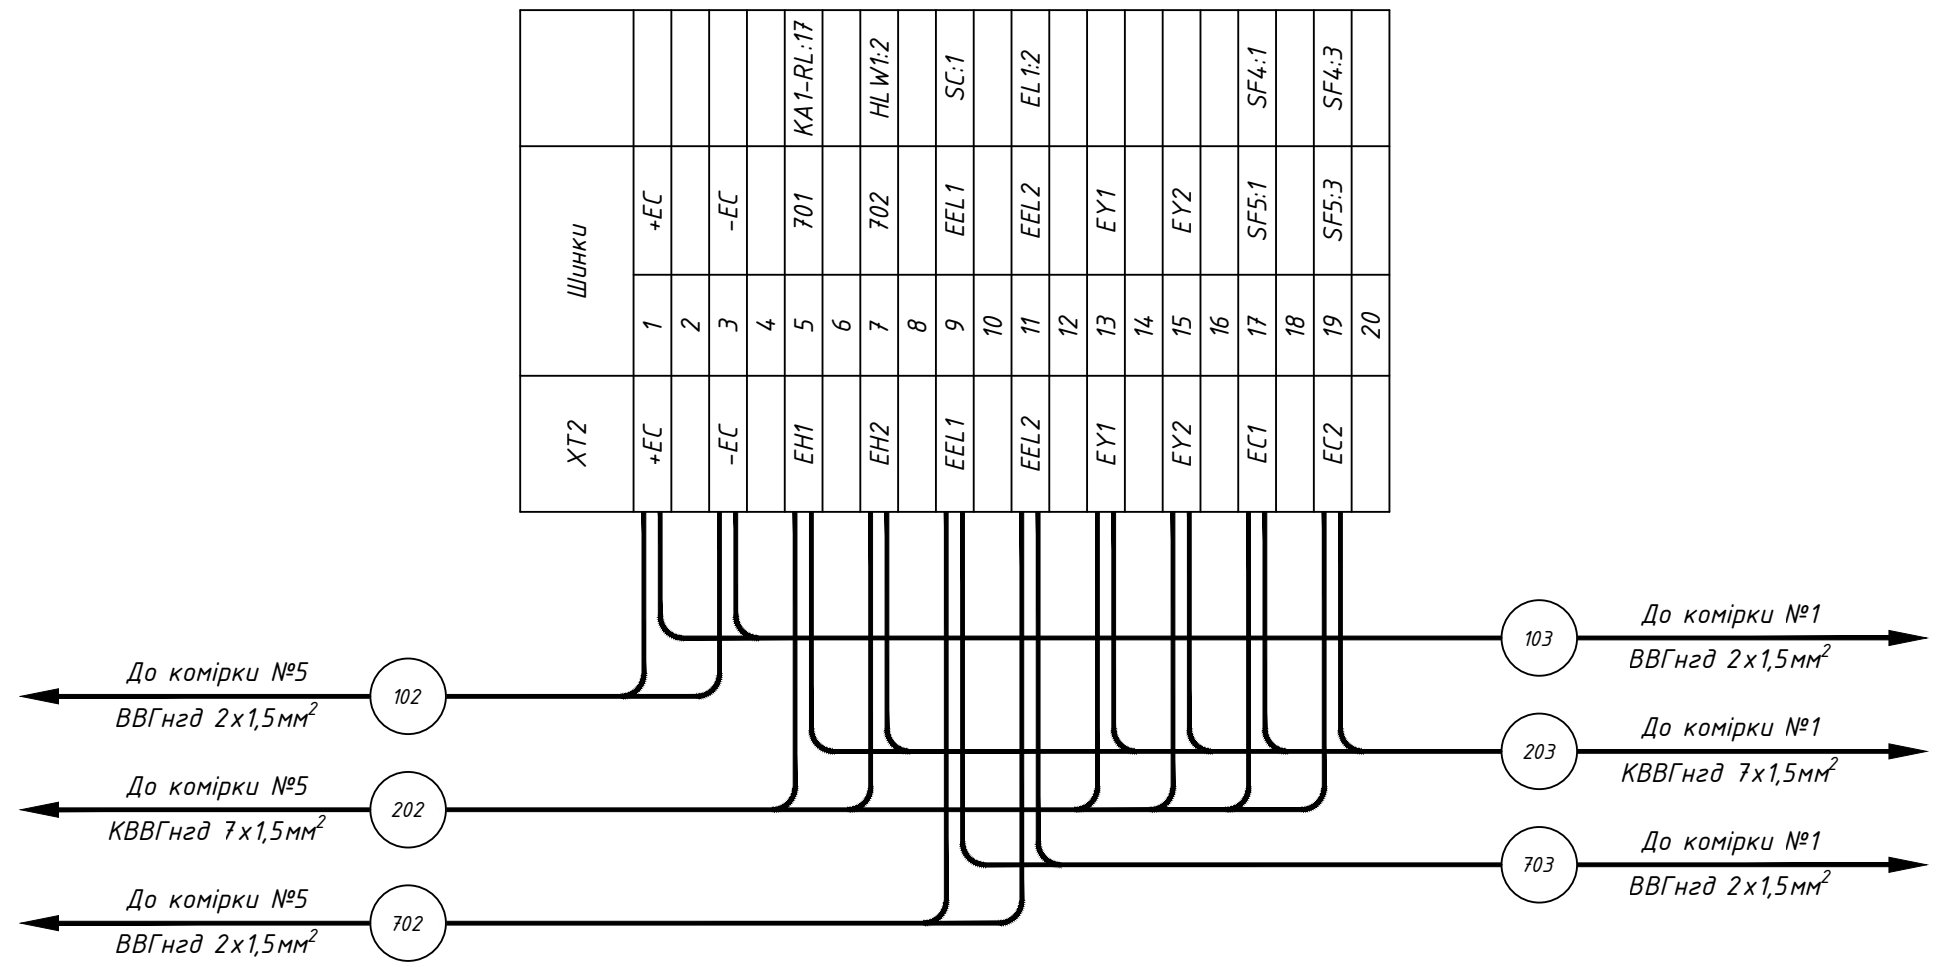 KA1-RL:17
HLW1:2
SC:1
EL1:2
SF4:1
SF4:3
Шинки
+EC
-EC
701
702
EEL1
EEL2
EY1
EY2
SF5:1
SF5:3
1
2
3
4
5
6
7
8
9
10
11
12
13
14
15
16
17
18
19
20
XT2
+EC
-EC
EH1
EH2
EEL1
EEL2
EY1
EY2
EC1
EC2
До комірки №1
103
ВВГнгд 2х1,5мм²
До комірки №5
102
ВВГнгд 2х1,5мм²
До комірки №1
203
КВВГнгд 7х1,5мм²
До комірки №5
202
КВВГнгд 7х1,5мм²
До комірки №1
703
ВВГнгд 2х1,5мм²
До комірки №5
702
ВВГнгд 2х1,5мм²